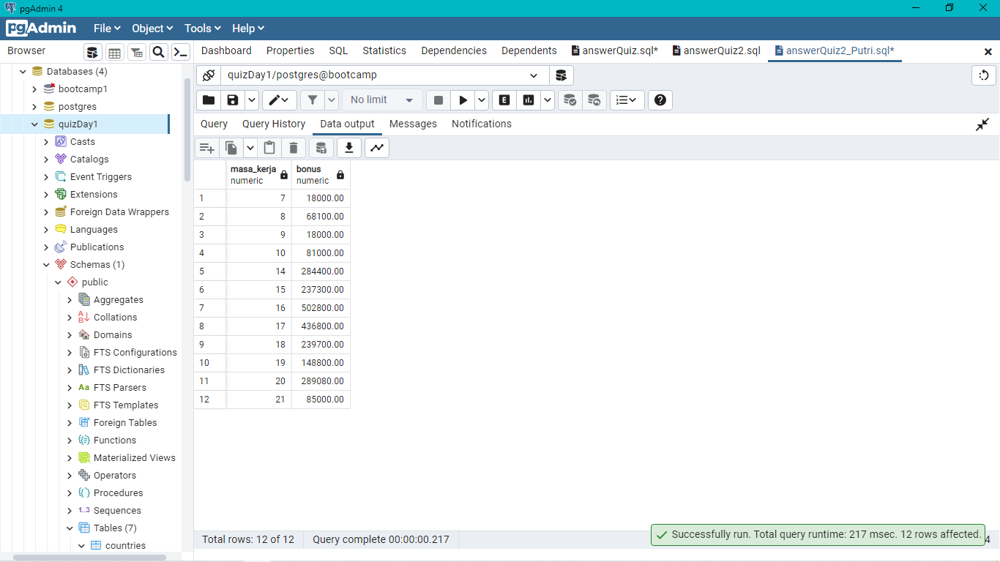 pgAdmin 4
pgAdmin File Object Tools Help
Browser
Dashboard Properties SQL Statistics Dependencies Dependents answerQuiz.sql* answerQuiz2.sql answerQuiz2_Putri.sql*
Databases (4)
bootcamp1
postgres
quizDay1
Casts
Catalogs
Event Triggers
Extensions
Foreign Data Wrappers
Languages
Publications
Schemas (1)
public
Aggregates
Collations
Domains
FTS Configurations
FTS Dictionaries
Aa FTS Parsers
FTS Templates
Foreign Tables
Functions
Materialized Views
Operators
Procedures
1..3 Sequences
Tables (7)
countries
quizDay1/postgres@bootcamp
No limit
E
Query Query History Data output Messages Notifications
masa_kerja bonus
numeric numeric
1 7 18000.00
2 8 68100.00
3 9 18000.00
4 10 81000.00
5 14 284400.00
6 15 237300.00
7 16 502800.00
8 17 436800.00
9 18 239700.00
10 19 148800.00
11 20 289080.00
12 21 85000.00
Total rows: 12 of 12 Query complete 00:00:00.217
Successfully run. Total query runtime: 217 msec. 12 rows affected.
4